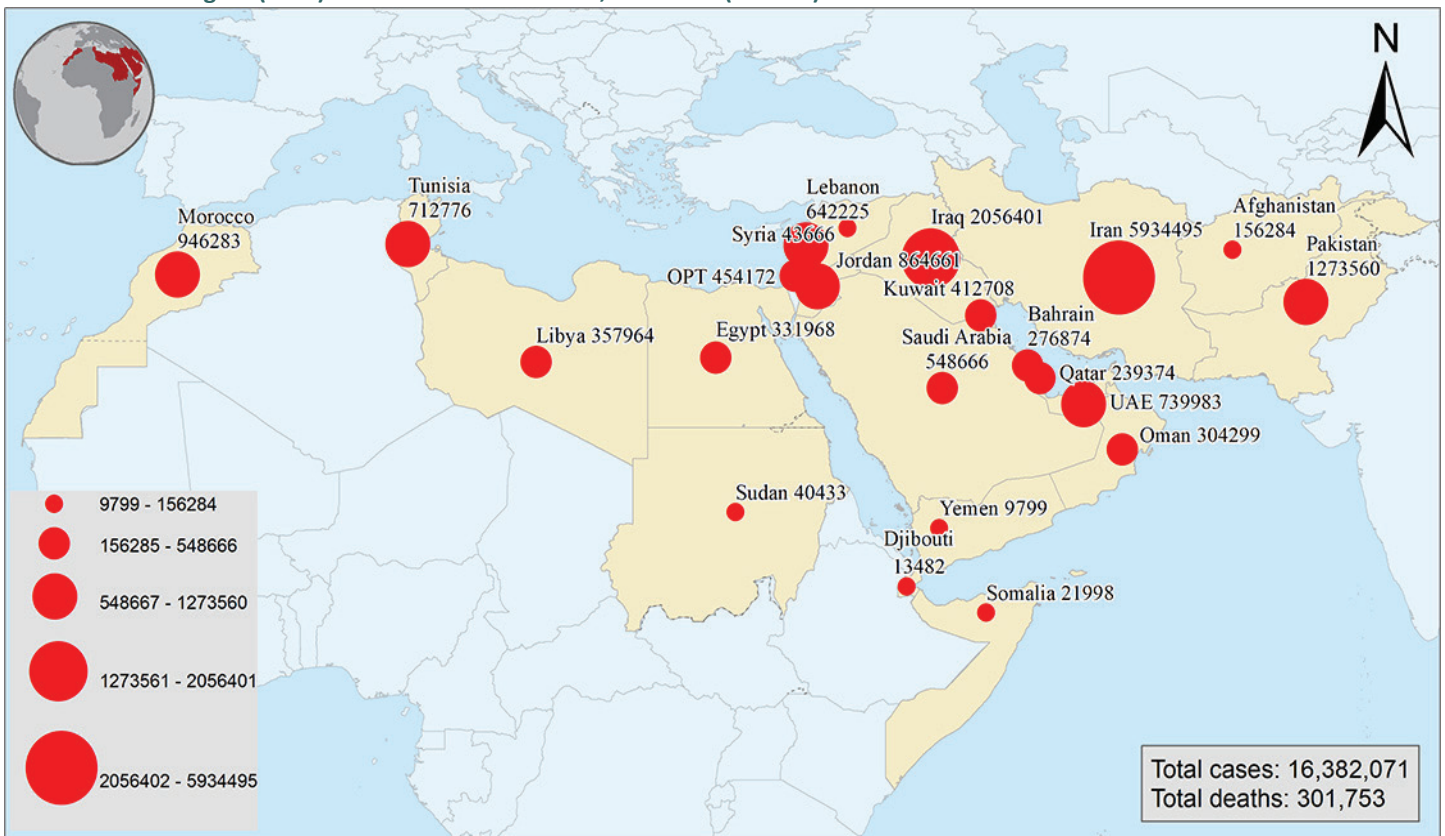 N
Tunisia
712776
Morocco
946283
Lebanon
642225
Syria 43666
Iraq 2056401
Iran 5934495
Afghanistan
156284
Pakistan
1273560
OPT 454172
Jordan 864661
Kuwait 412708
Bahrain
276874
Saudi Arabia
548666
Libya 357964
Egypt 331968
Qatar 239374
UAE 739983
Oman 304299
Sudan 40433
Yemen 9799
Djibouti
13482
Somalia 21998
9799 - 156284
156285 - 548666
548667 - 1273560
1273561 - 2056401
2056402 - 5934495
Total cases: 16,382,071
Total deaths: 301,753